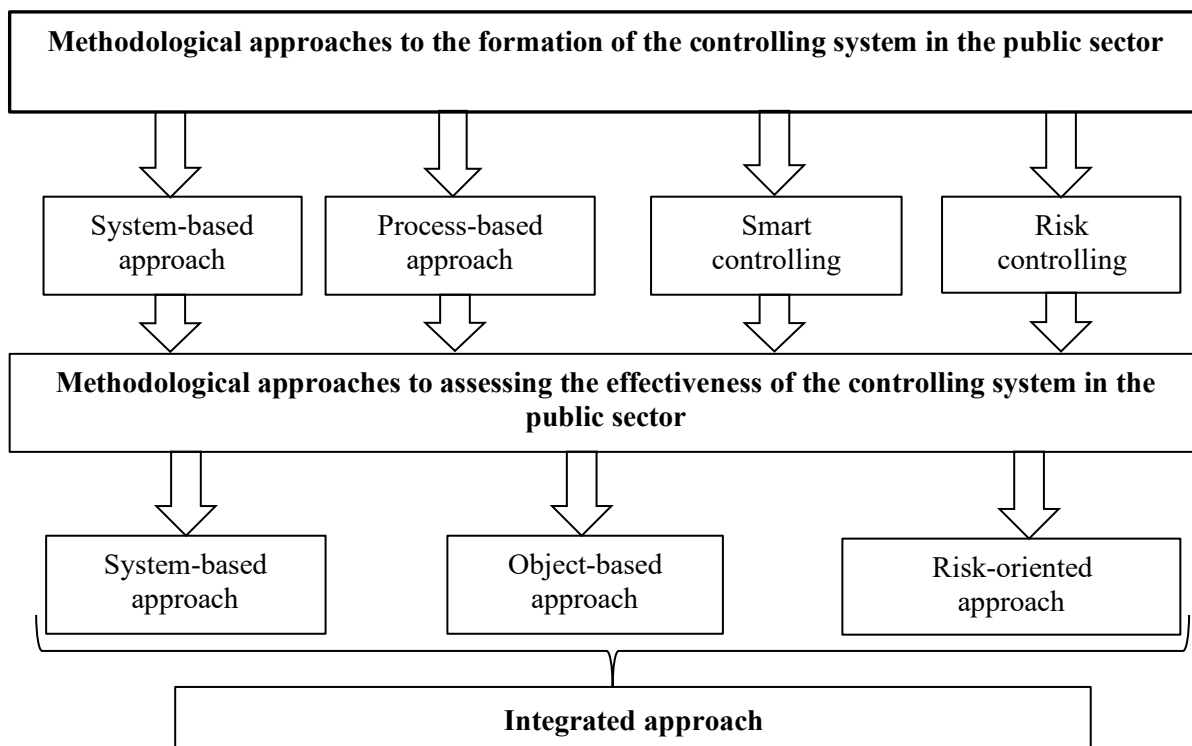 Methodological approaches to the formation of the controlling system in the public sector
System-based
approach
Process-based
approach
Smart
controlling
Risk
controlling
Methodological approaches to assessing the effectiveness of the controlling system in the
public sector
System-based
approach
Object-based
approach
Risk-oriented
approach
Integrated approach